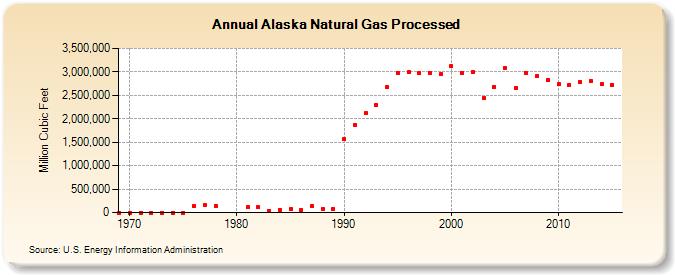 Annual Alaska Natural Gas Processed
Million Cubic Feet
3,500,000
3,000,000
2,500,000
2,000,000
1,500,000
1,000,000
500,000
0
1970 1980 1990 2000 2010
Source: U.S. Energy Information Administration